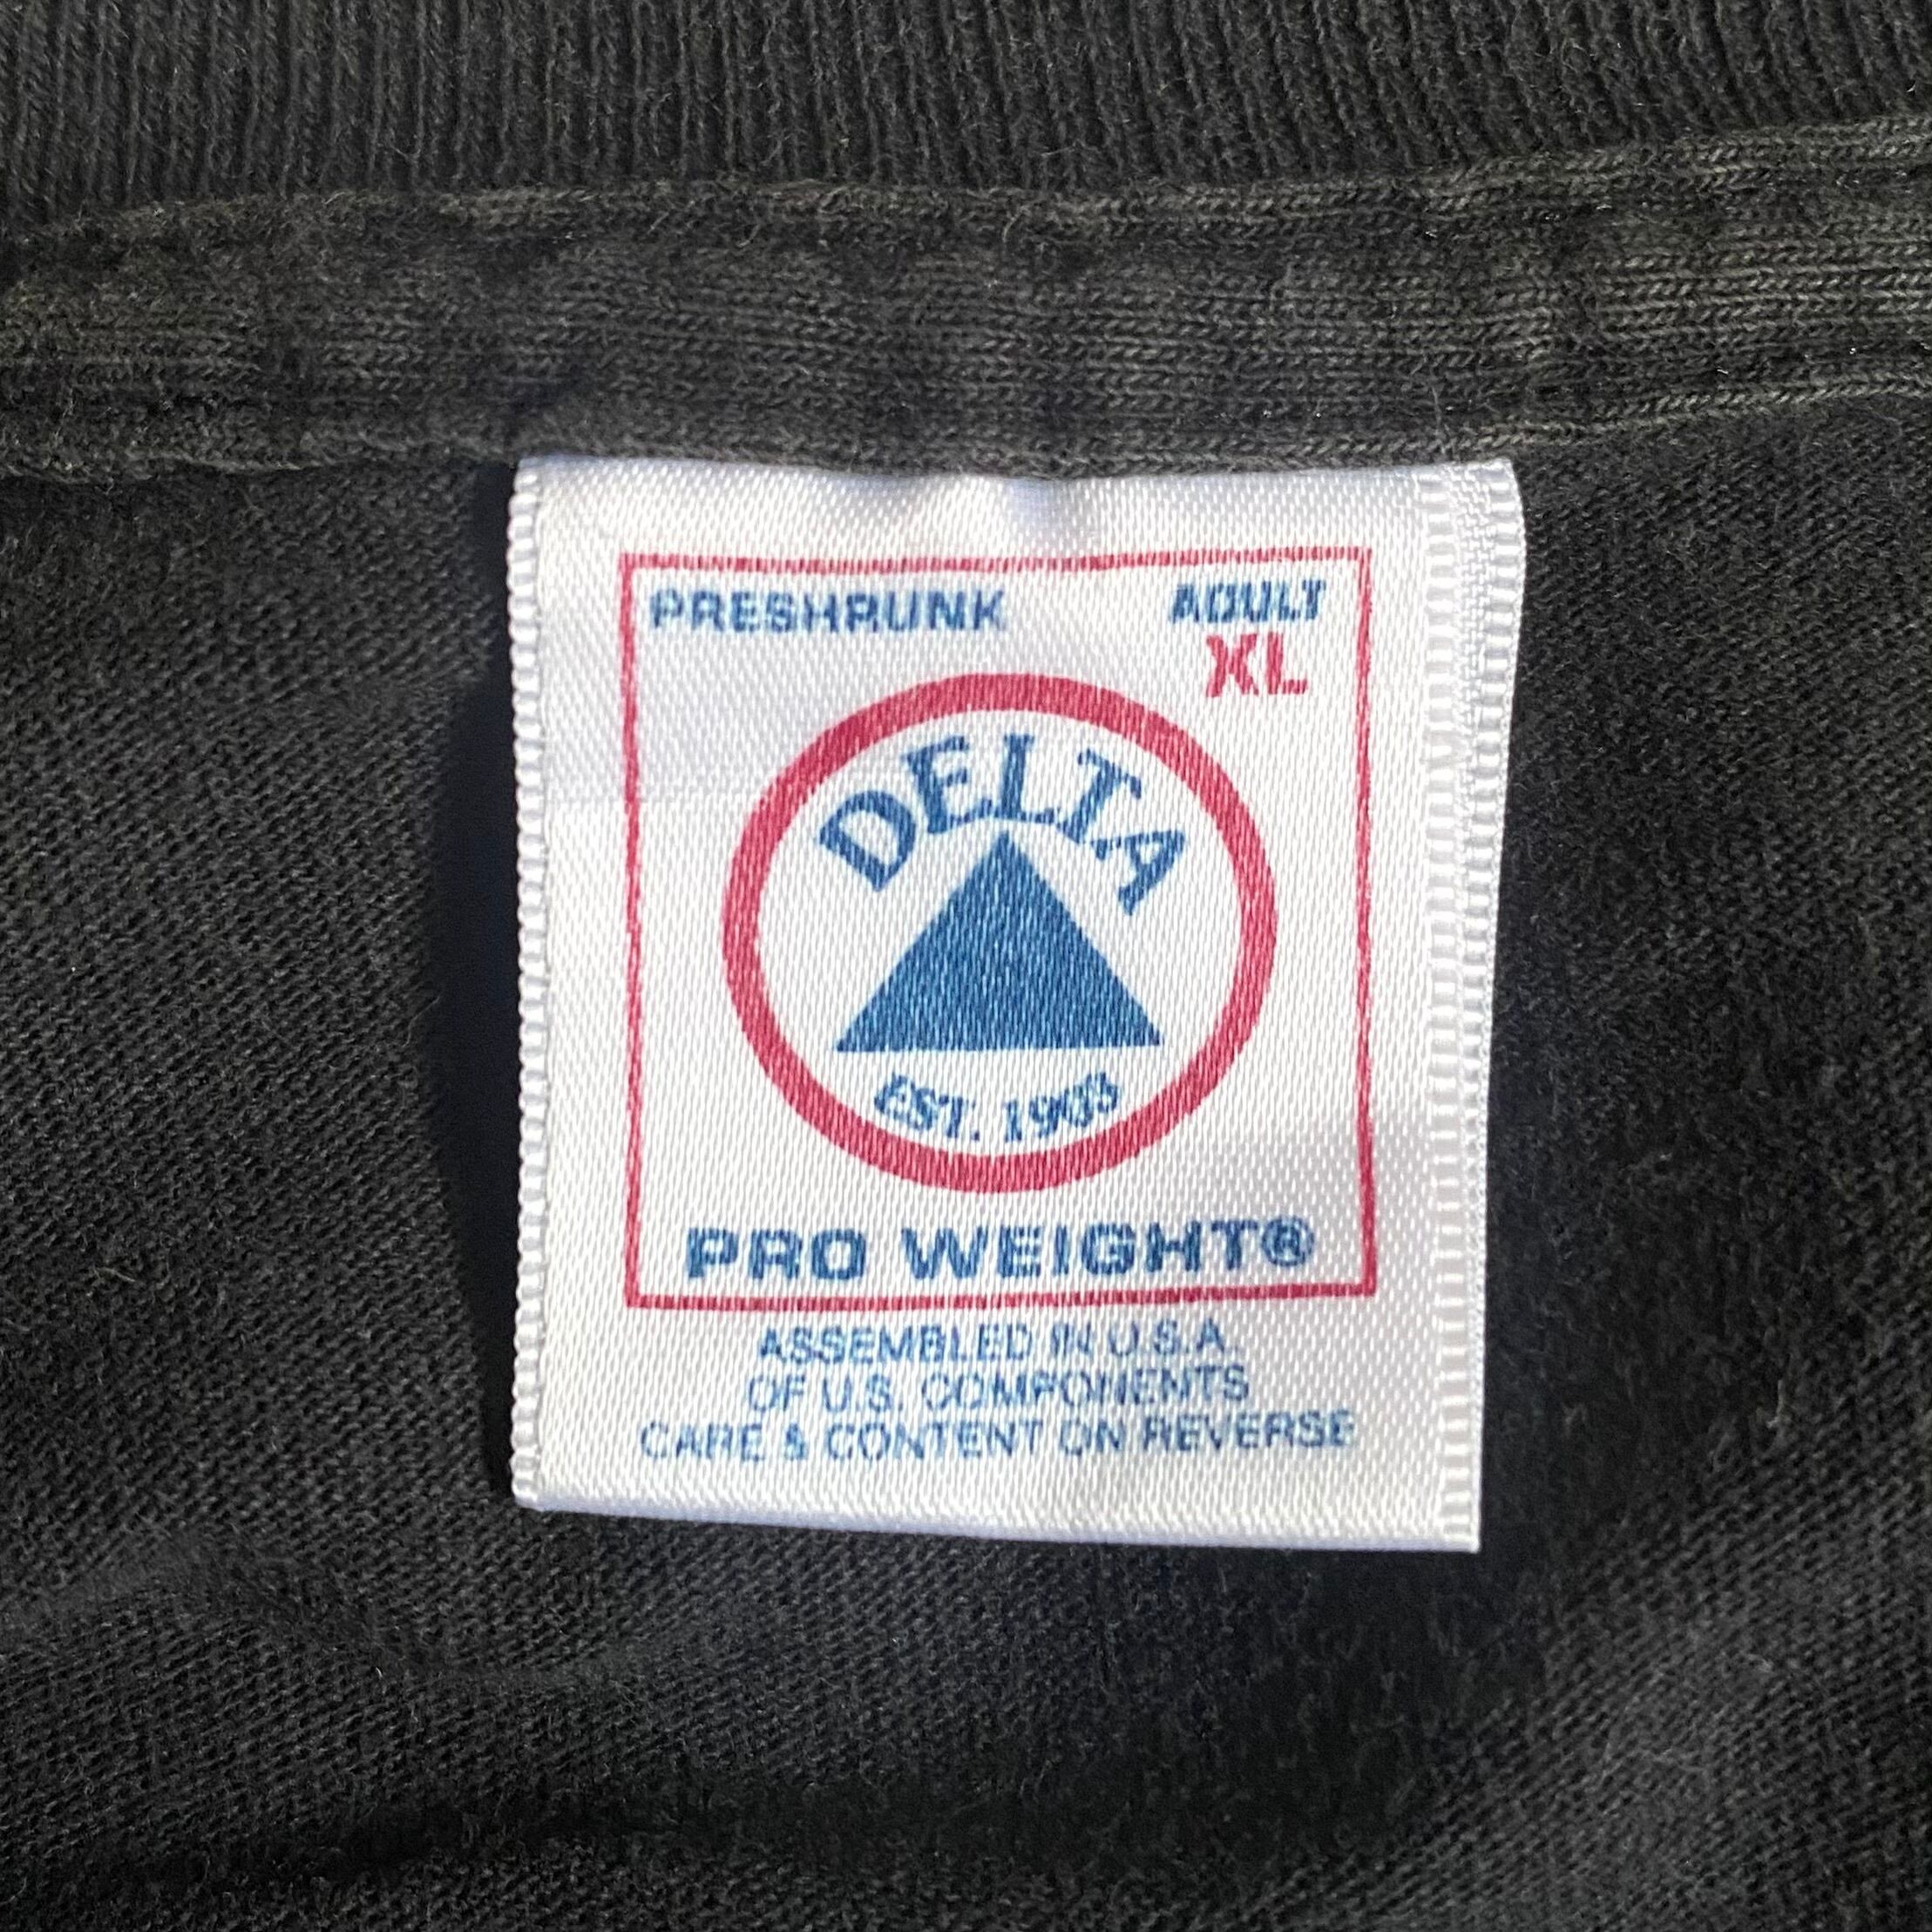 PRESHRUNK ADULT
XL
DELTA
EST. 1903
PRO WEIGHT®
ASSEMBLED IN U.S.A.
OF U.S. COMPONENTS
CARE & CONTENT ON REVERSE